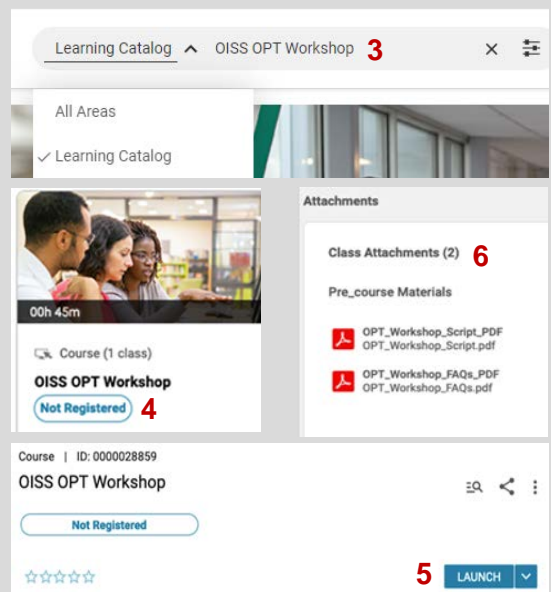 Learning Catalog OISS OPT Workshop 3
All Areas
Learning Catalog
00h 45m
Course (1 class)
OISS OPT Workshop
Not Registered 4
Attachments
Class Attachments (2) 6
Pre_course Materials
OPT_Workshop_Script_PDF
OPT_Workshop_Script.pdf
OPT_Workshop_FAQs_PDF
OPT_Workshop_FAQs.pdf
Course | ID: 0000028859
OISS OPT Workshop
Not Registered
5 LAUNCH